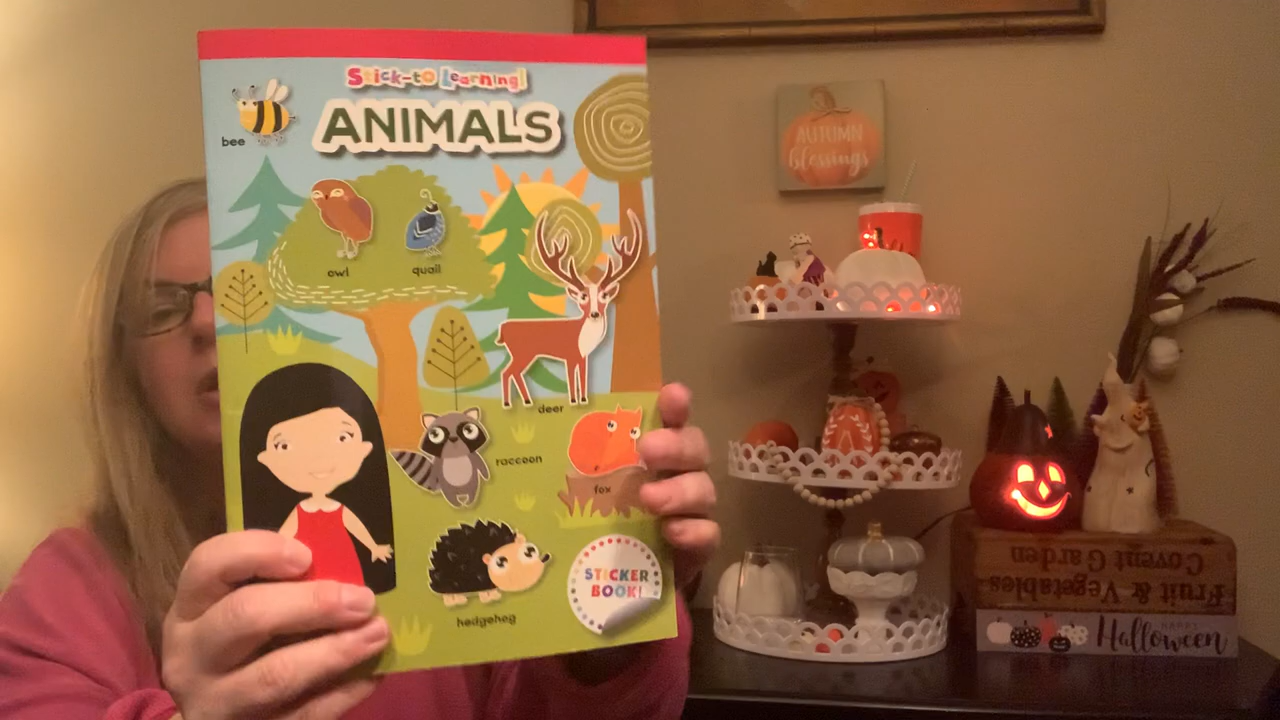 Stick-to Learning!
ANIMALS
bee
owl
quail
deer
raccoon
fox
hedgehog
STICKER
BOOK!
AUTUMN
blessings
Fruit & Vegetables
Covent Garden
HAPPY
Halloween